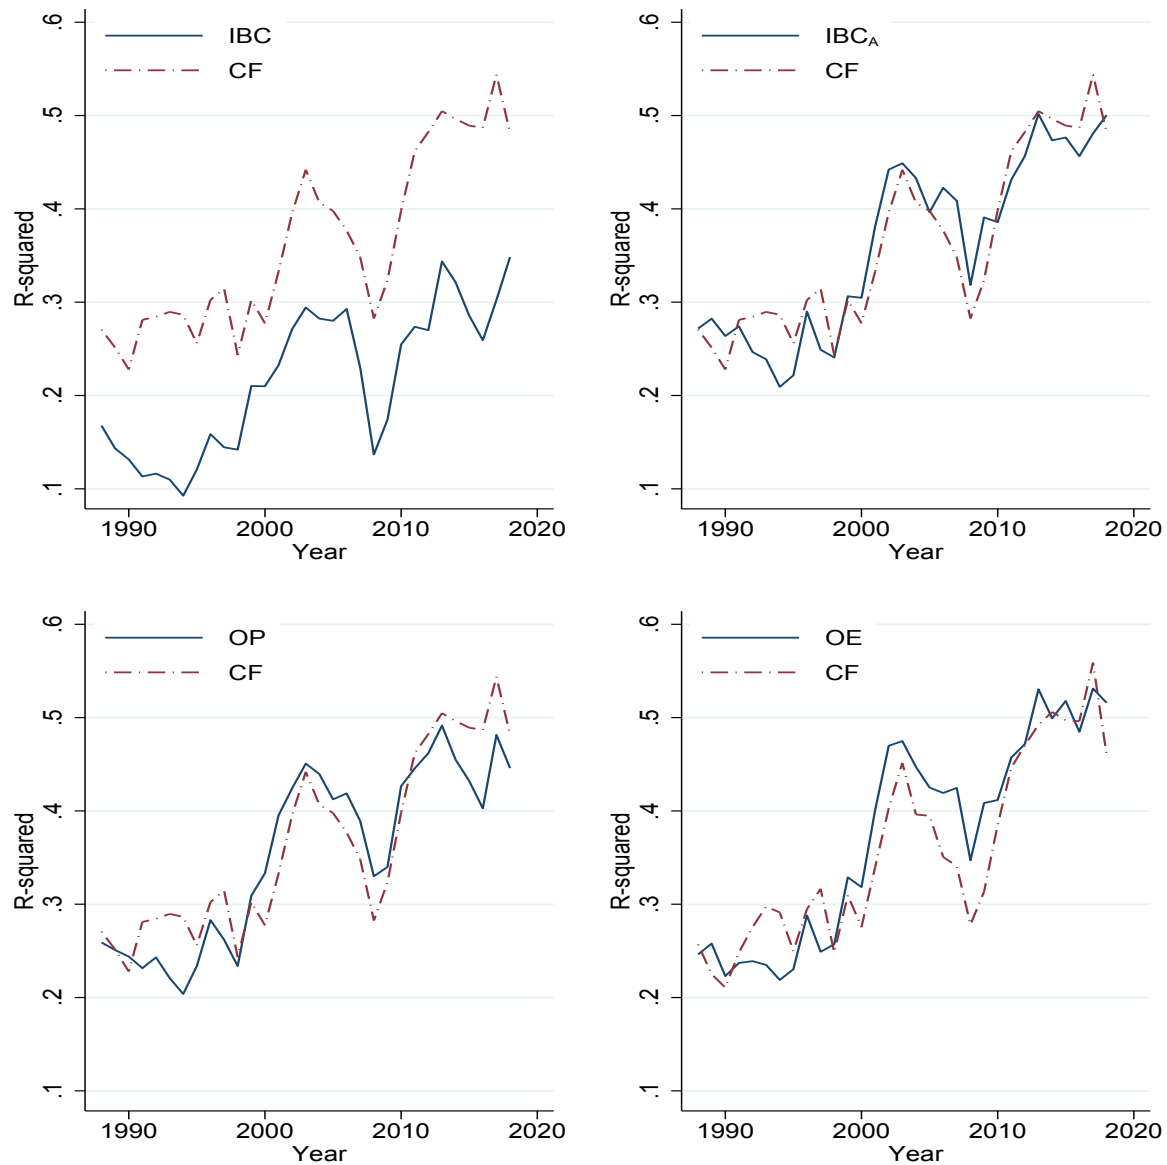 IBC
CF
R-squared
.6
.5
.4
.3
.2
.1
1990 2000 2010 2020
Year
IBCA
CF
R-squared
.6
.5
.4
.3
.2
.1
1990 2000 2010 2020
Year
OP
CF
R-squared
.6
.5
.4
.3
.2
.1
1990 2000 2010 2020
Year
OE
CF
R-squared
.6
.5
.4
.3
.2
.1
1990 2000 2010 2020
Year